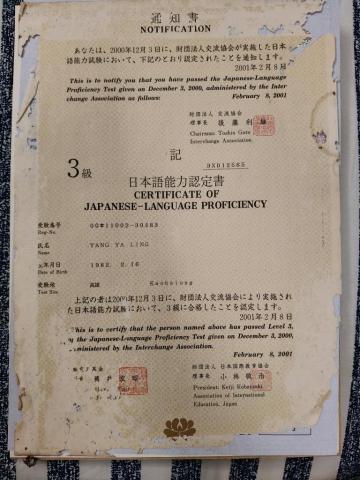 通知書
NOTIFICATION
あなたは、2000年12月3日に、財団法人交流協会が実施した日本
語能力試験において、下記のとおり認定されたことを通知します。
2001年2月8日
This is to notify you that you have passed the Japanese-Language
Proficiency Test given on December 3, 2000, administered by the Inter
change Association as follows:
February 8, 2001
財団法人 交流協会
理事長 後藤利雄
Chairman: Toshio Goto
Interchange Association.
記
3級
日本語能力認定書
CERTIFICATE OF
JAPANESE-LANGUAGE PROFICIENCY
受験番号
Reg-No.
氏名
YANG YA LING
Name
生年月日
1982. 2.16
Date of Birth
受験地
高雄 Kaohsiung
Test Site
上記の者は2000年12月3日に、財団法人交流協会により実施され
た日本語能力試験において、3級に合格したことを認定します。
2001年2月8日
This is to certify that the person named above has passed Level 3,
by the Japanese-Language Proficiency Test given on December 3, 2000,
administered by the Interchange Association.
February 8, 2001
財団法人 日本国際教育協会
理事長
President:
Association of International
Education, Japan